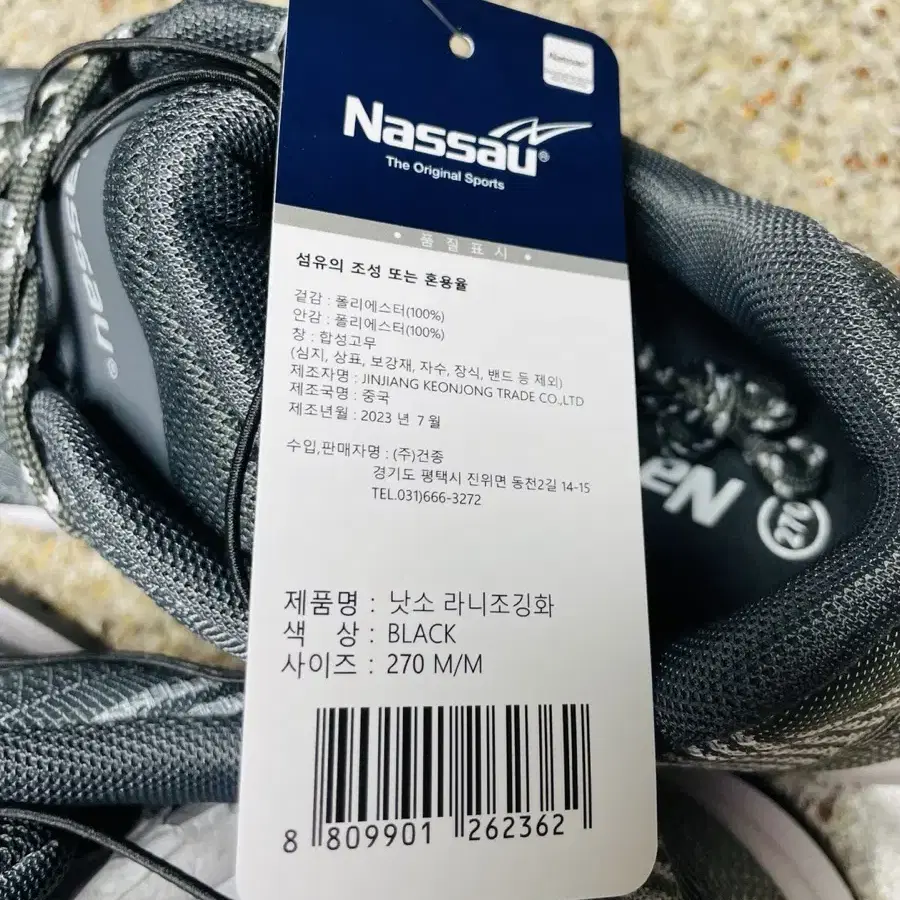 Nassau®
The Original Sports
• 품질표시 •
섬유의 조성 또는 혼용율
겉감 : 폴리에스터(100%)
안감 : 폴리에스터(100%)
창 : 합성고무
(심지, 상표, 보강재, 자수, 장식, 밴드 등 제외)
제조자명 : JINJIANG KEONJONG TRADE CO.,LTD
제조국명 : 중국
제조년월 : 2023 년 7 월
수입,판매자명 : (주)건종
경기도 평택시 진위면 동천2길 14-15
TEL.031)666-3272
제품명 : 낫소 라니조깅화
색 상 : BLACK
사이즈 : 270 M/M
8 809901 262362
ssau®
Na
270